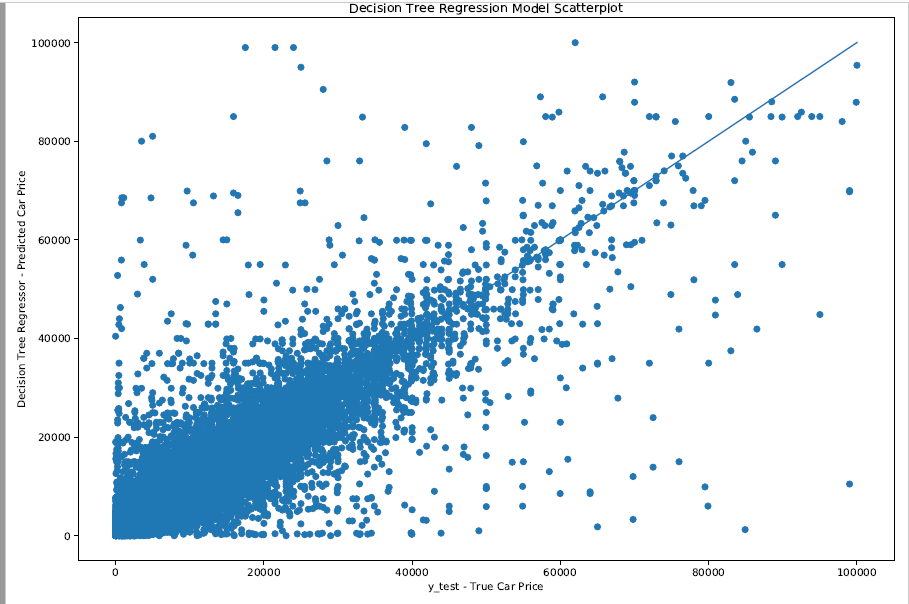 Decision Tree Regression Model Scatterplot
Decision Tree Regressor - Predicted Car Price
100000
80000
60000
40000
20000
0
0 20000 40000 60000 80000 100000
y_test - True Car Price